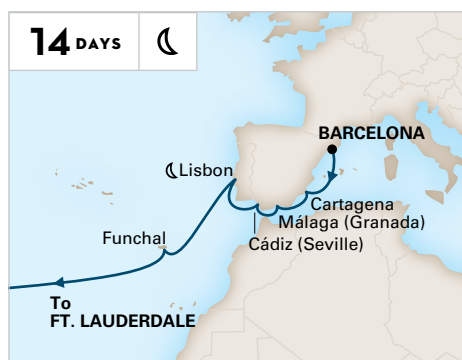 14 DAYS
BARCELONA
Lisbon
Cartagena
Málaga (Granada)
Cádiz (Seville)
Funchal
To
FT. LAUDERDALE